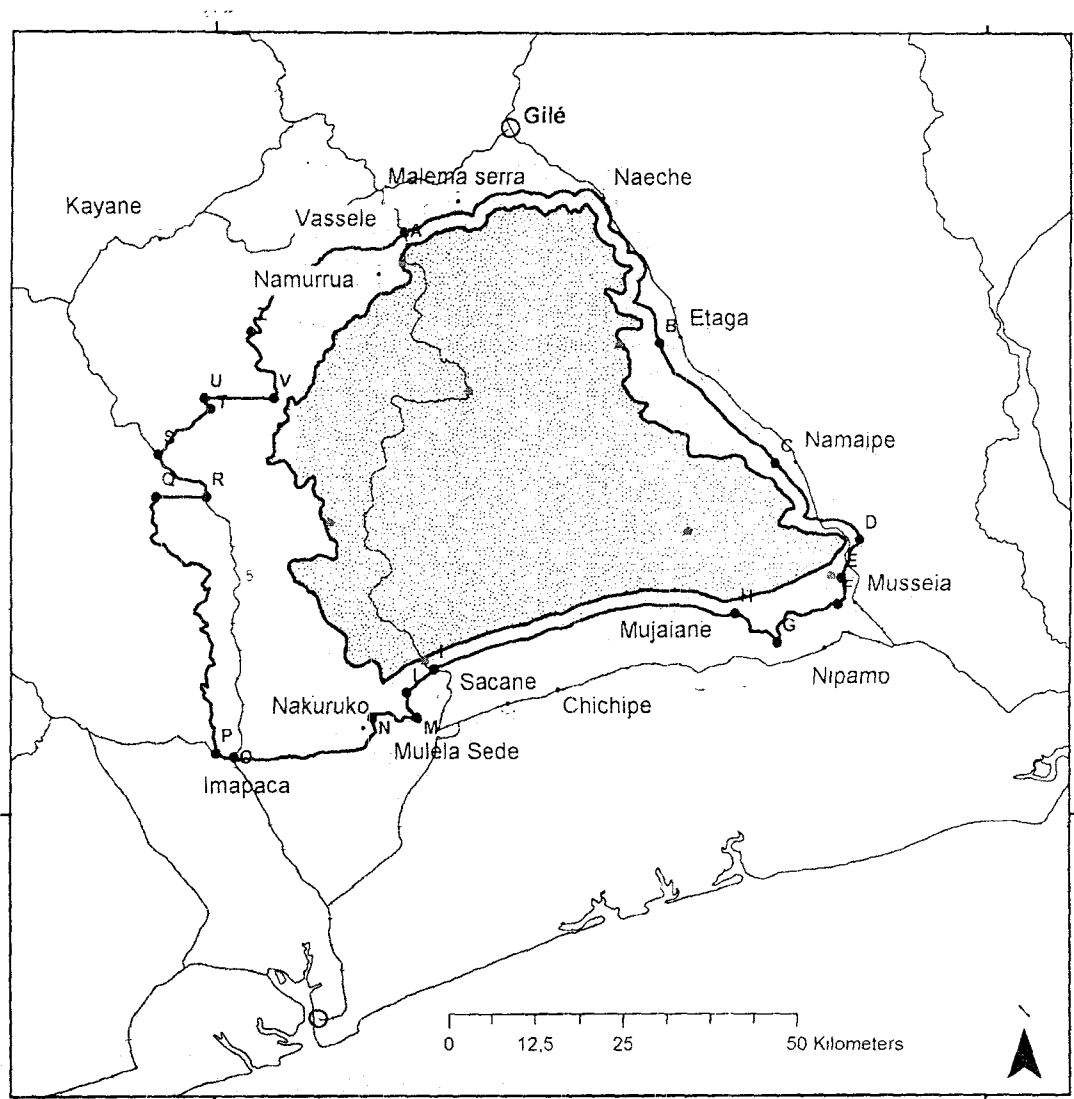 Gilé
Malema serra
Naeche
Kayane
Vassele
A
Namurrua
B
Etaga
U
V
T
S
C
Namaipe
Q
R
D
E
5
F
Musseia
H
G
Mujaiane
I
Sacane
Nipamo
L
Nakuruko
Chichipe
N
M
P
O
Mulela Sede
Imapaca
0
12,5
25
50 Kilometers